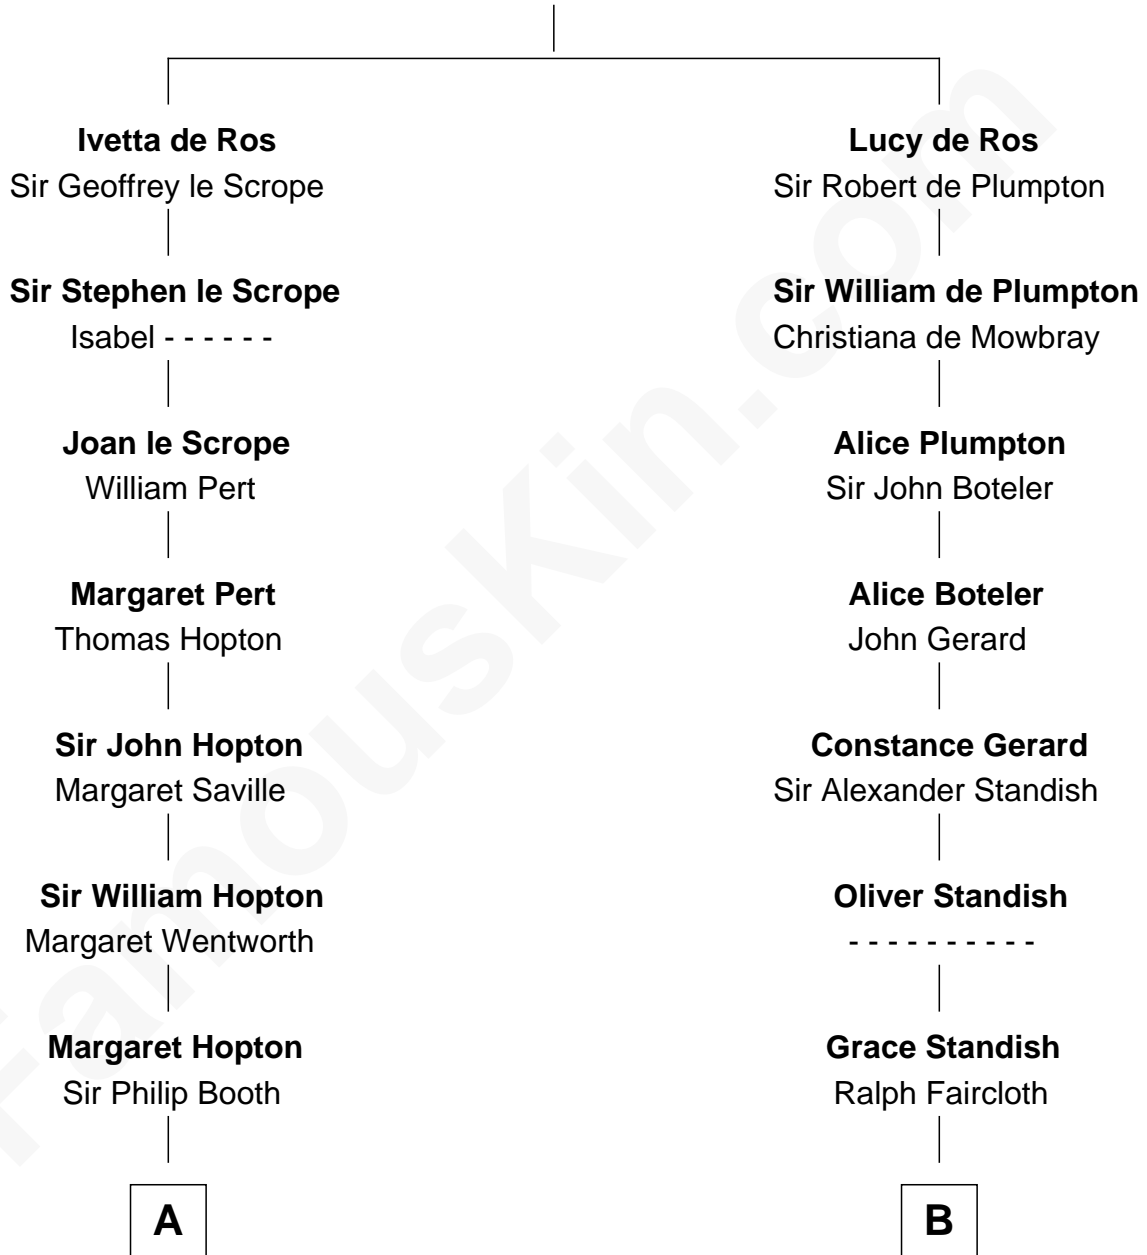 Ivetta de Ros
Sir Geoffrey le Scrope
Sir Stephen le Scrope
Isabel - - - - - -
Joan le Scrope
William Pert
Margaret Pert
Thomas Hopton
Sir John Hopton
Margaret Saville
Sir William Hopton
Margaret Wentworth
Margaret Hopton
Sir Philip Booth
A
Lucy de Ros
Sir Robert de Plumpton
Sir William de Plumpton
Christiana de Mowbray
Alice Plumpton
Sir John Boteler
Alice Boteler
John Gerard
Constance Gerard
Sir Alexander Standish
Oliver Standish
- - - - - - - - - -
Grace Standish
Ralph Faircloth
B
FamousKin.com